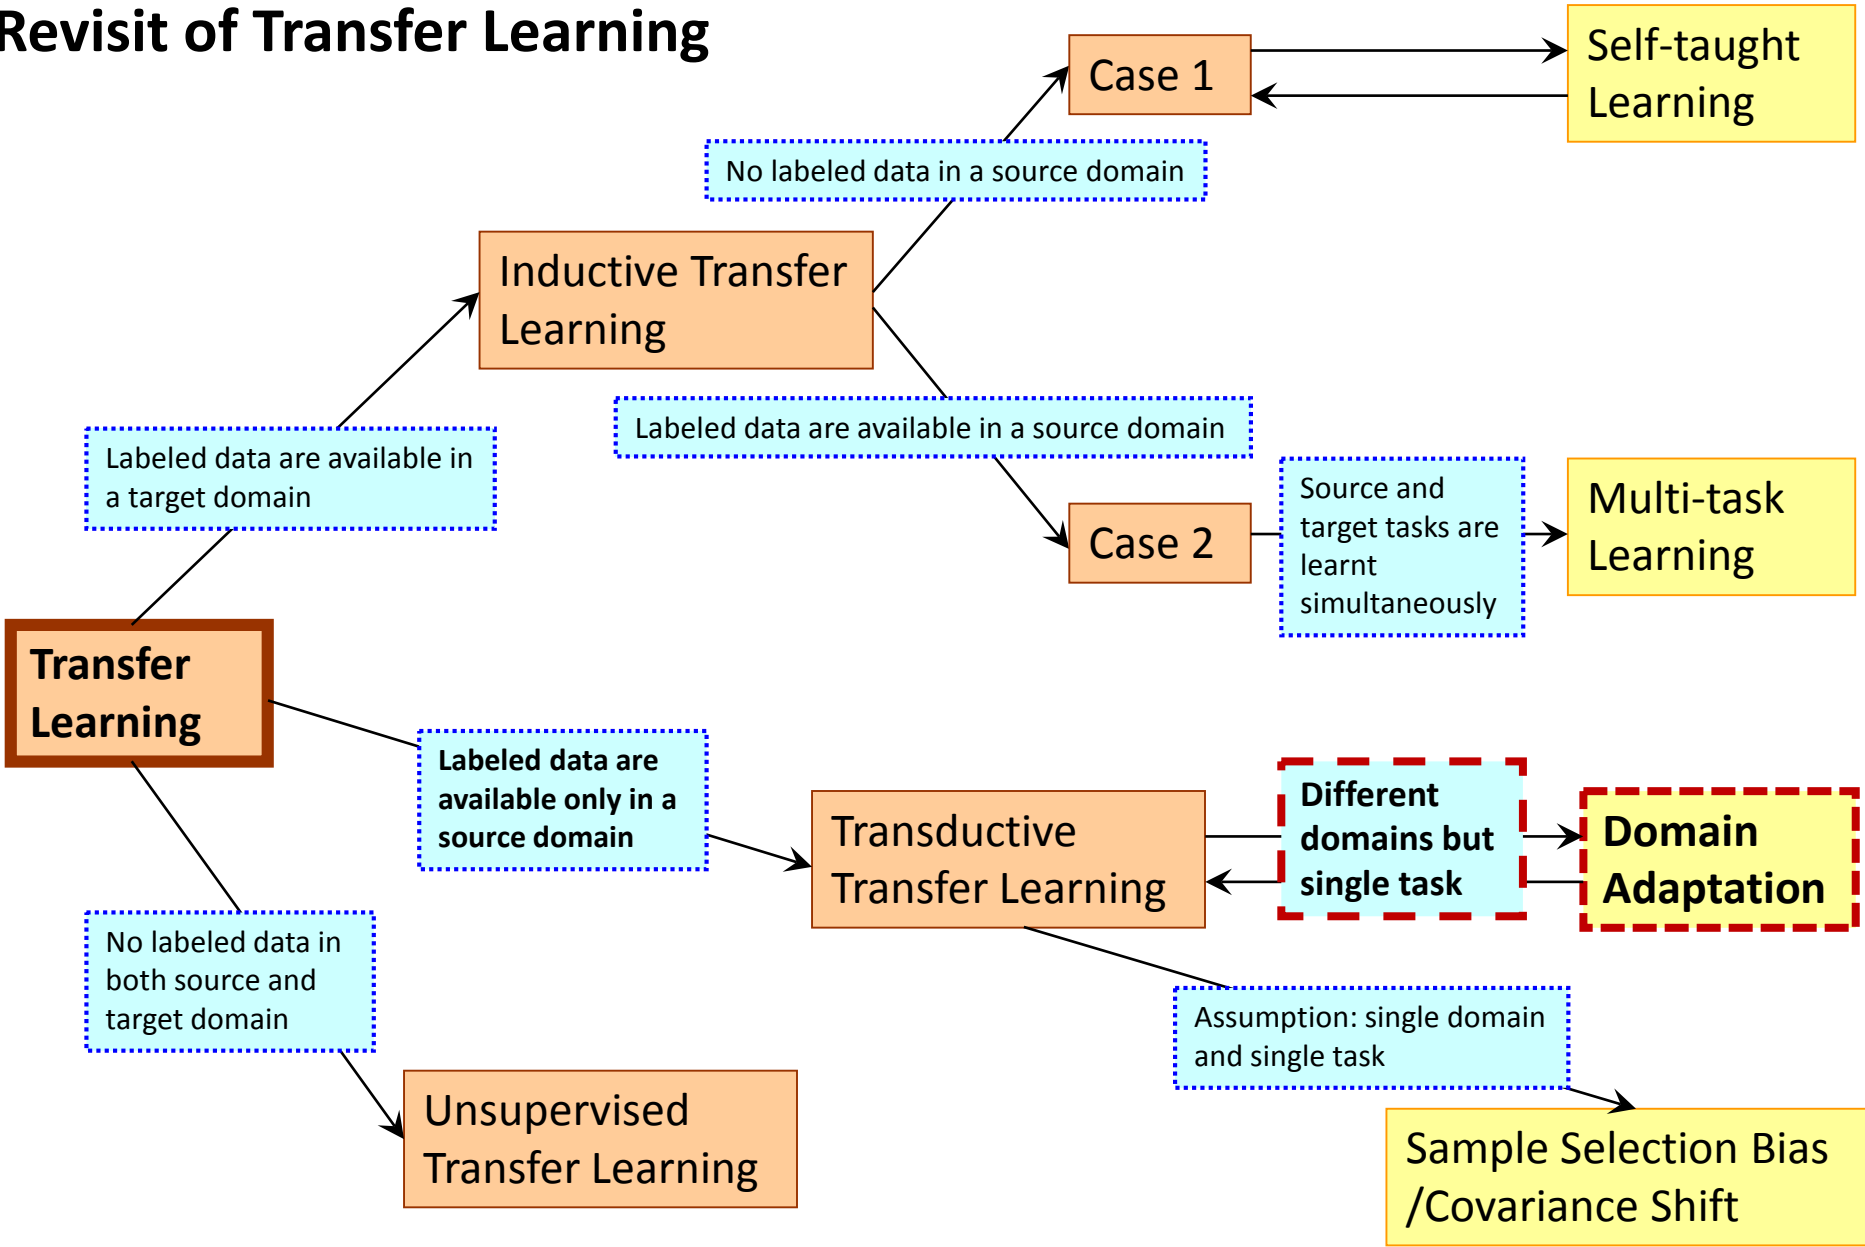 Revisit of Transfer Learning
Case 1
Self-taught
Learning
No labeled data in a source domain
Inductive Transfer
Learning
Labeled data are available in a source domain
Labeled data are available in
a target domain
Case 2
Source and
target tasks are
learnt
simultaneously
Multi-task
Learning
Transfer
Learning
Labeled data are
available only in a
source domain
Transductive
Transfer Learning
Different
domains but
single task
Domain
Adaptation
No labeled data in
both source and
target domain
Assumption: single domain
and single task
Unsupervised
Transfer Learning
Sample Selection Bias
/Covariance Shift